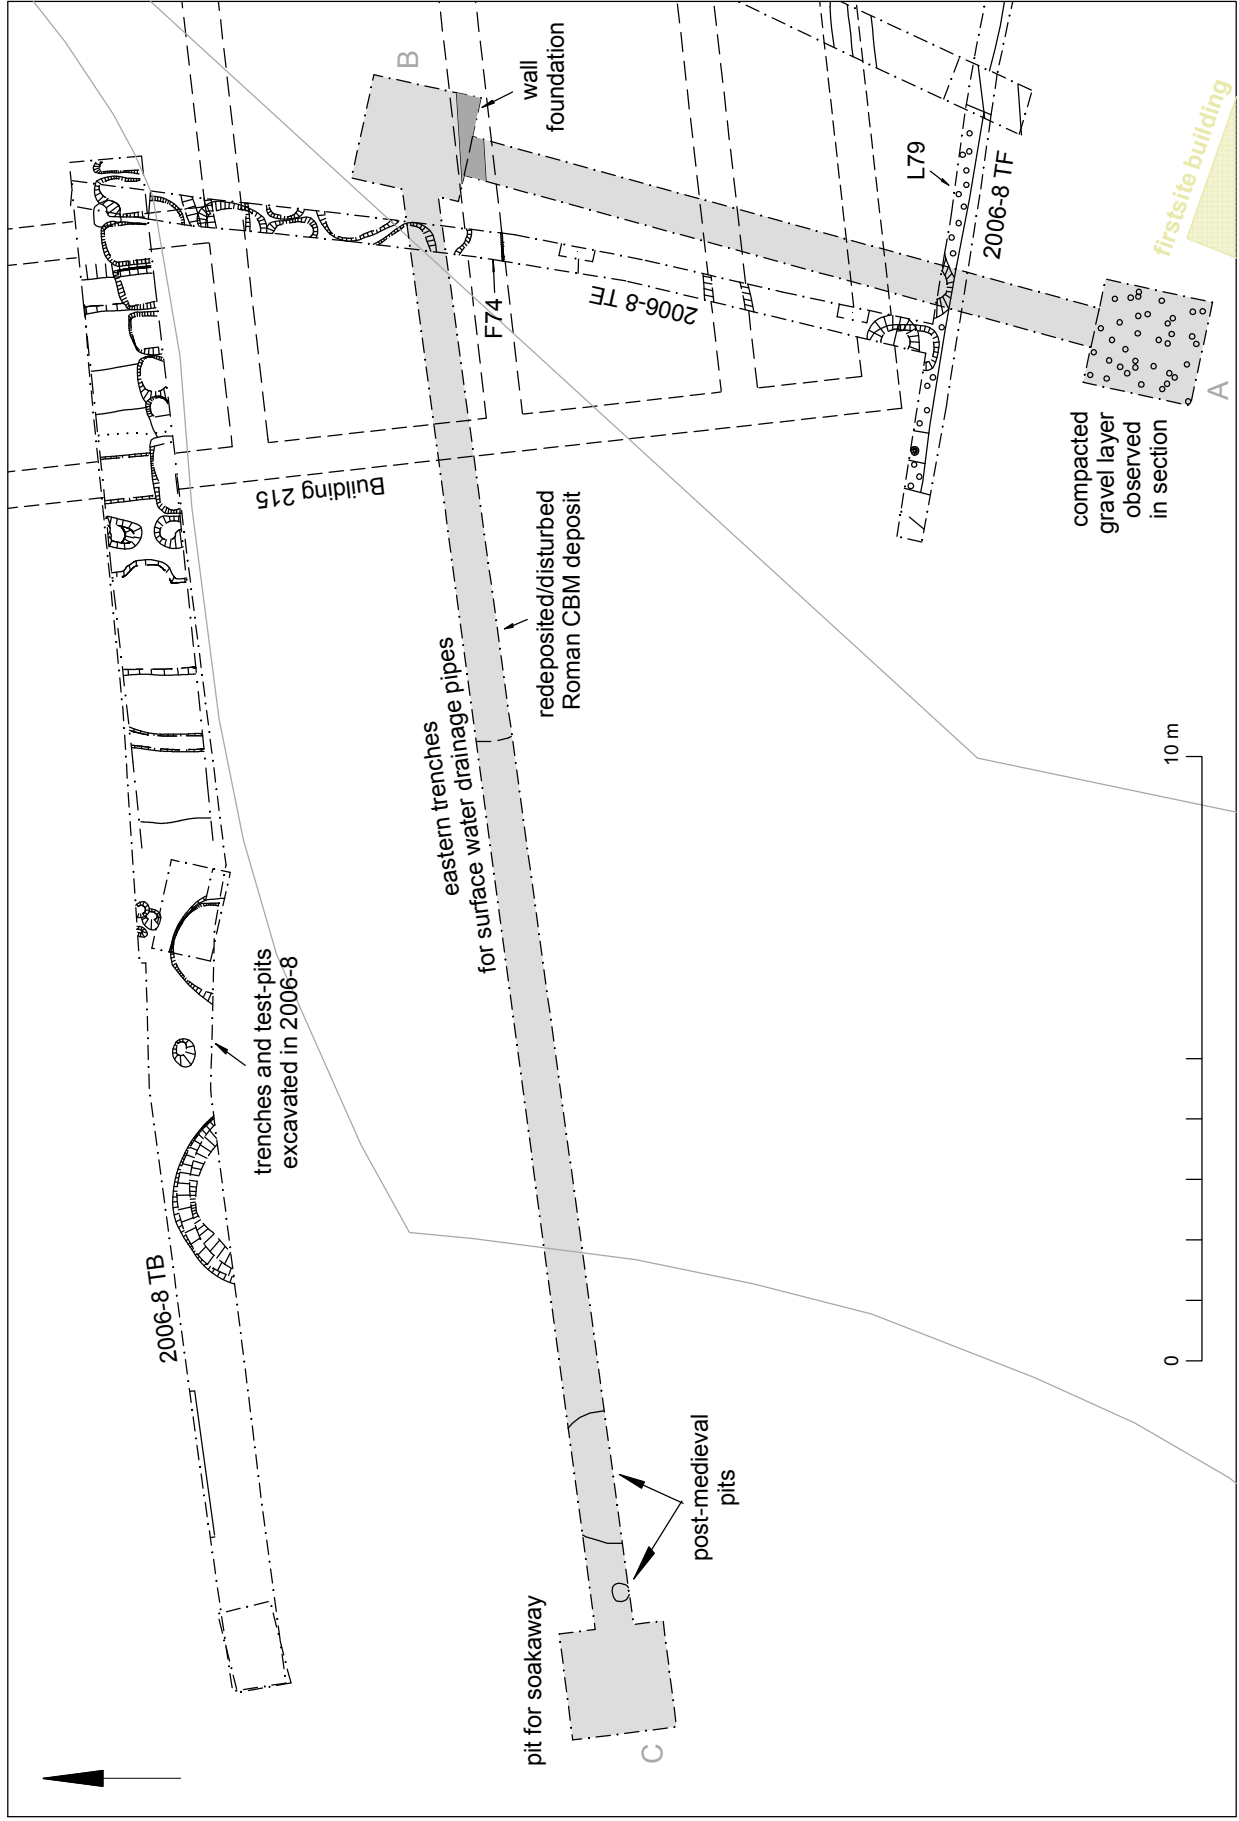 B
wall
foundation
firstsite building
L79
2006-8 TF
F74
2006-8 TE
A
compacted
gravel layer
observed
in section
Building 215
redeposited/disturbed
Roman CBM deposit
eastern trenches
for surface water drainage pipes
trenches and test-pits
excavated in 2006-8
2006-8 TB
10 m
0
post-medieval
pits
pit for soakaway
C